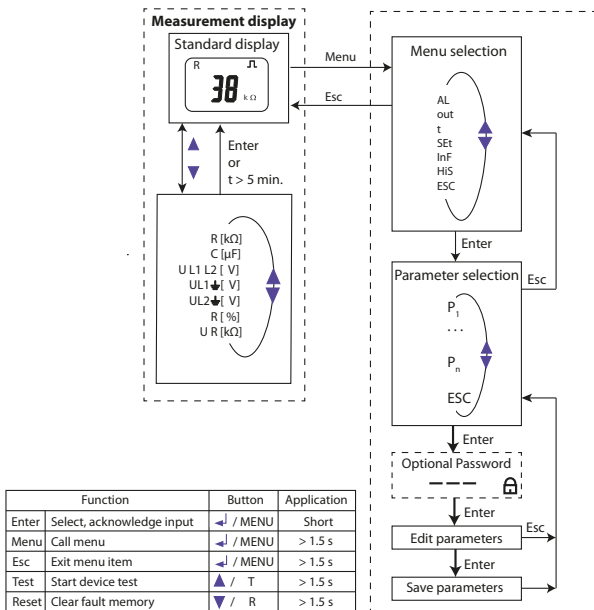 Measurement display
Standard display
R
38 k Ω
Menu
Esc
Enter
or
t > 5 min.
R [kΩ]
C [µF]
U L1 L2 [ V]
UL1⏚[ V]
UL2⏚[ V]
R [ %]
U R [kΩ]
Menu selection
AL
out
t
SEt
InF
HiS
ESC
Enter
Esc
Parameter selection
P1
...
Pn
ESC
Enter
Optional Password
Enter
Edit parameters
Esc
Enter
Save parameters
Function Button Application
Enter Select, acknowledge input ↵ / MENU Short
Menu Call menu ↵ / MENU > 1.5 s
Esc Exit menu item ↵ / MENU > 1.5 s
Test Start device test ▲ / T > 1.5 s
Reset Clear fault memory ▼ / R > 1.5 s